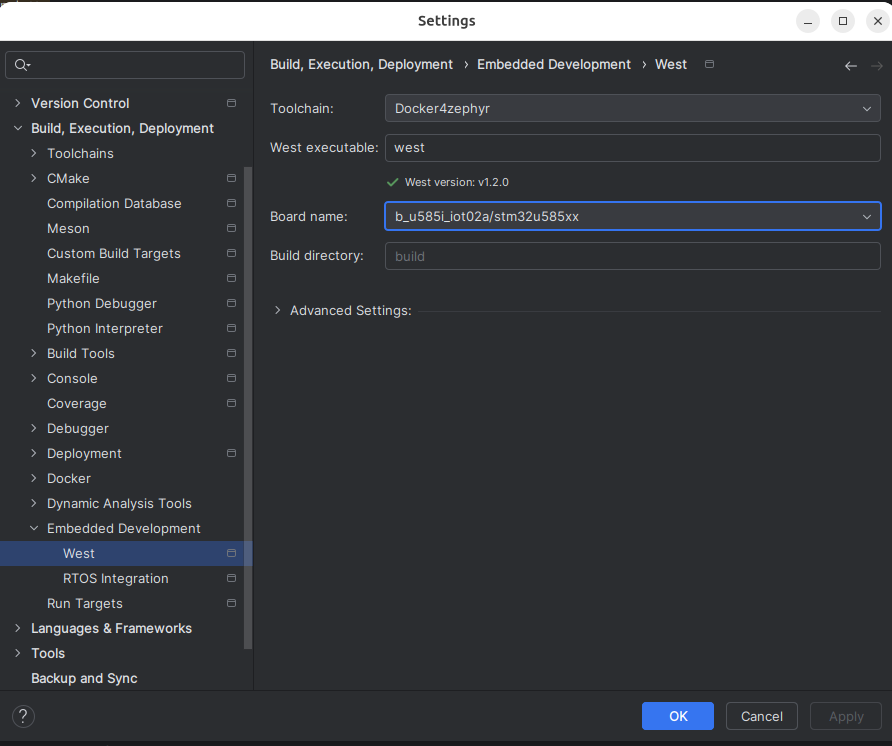 Settings
Version Control
Build, Execution, Deployment
Toolchains
CMake
Compilation Database
Meson
Custom Build Targets
Makefile
Python Debugger
Python Interpreter
Build Tools
Console
Coverage
Debugger
Deployment
Docker
Dynamic Analysis Tools
Embedded Development
West
RTOS Integration
Run Targets
Languages & Frameworks
Tools
Backup and Sync
Build, Execution, Deployment › Embedded Development › West
Toolchain: Docker4zephyr
West executable: west
West version: v1.2.0
Board name: b_u585i_iot02a/stm32u585xx
Build directory: build
Advanced Settings:
? OK Cancel Apply